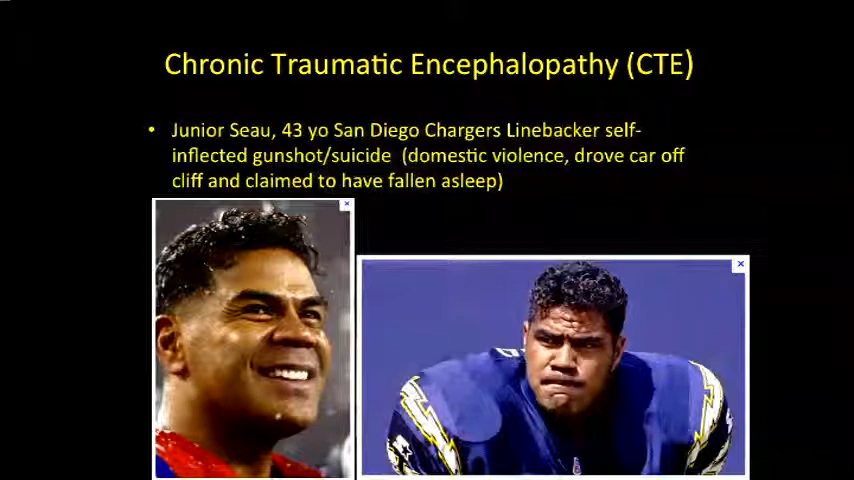 Chronic Traumatic Encephalopathy (CTE)
• Junior Seau, 43 yo San Diego Chargers Linebacker self-
inflected gunshot/suicide (domestic violence, drove car off
cliff and claimed to have fallen asleep)